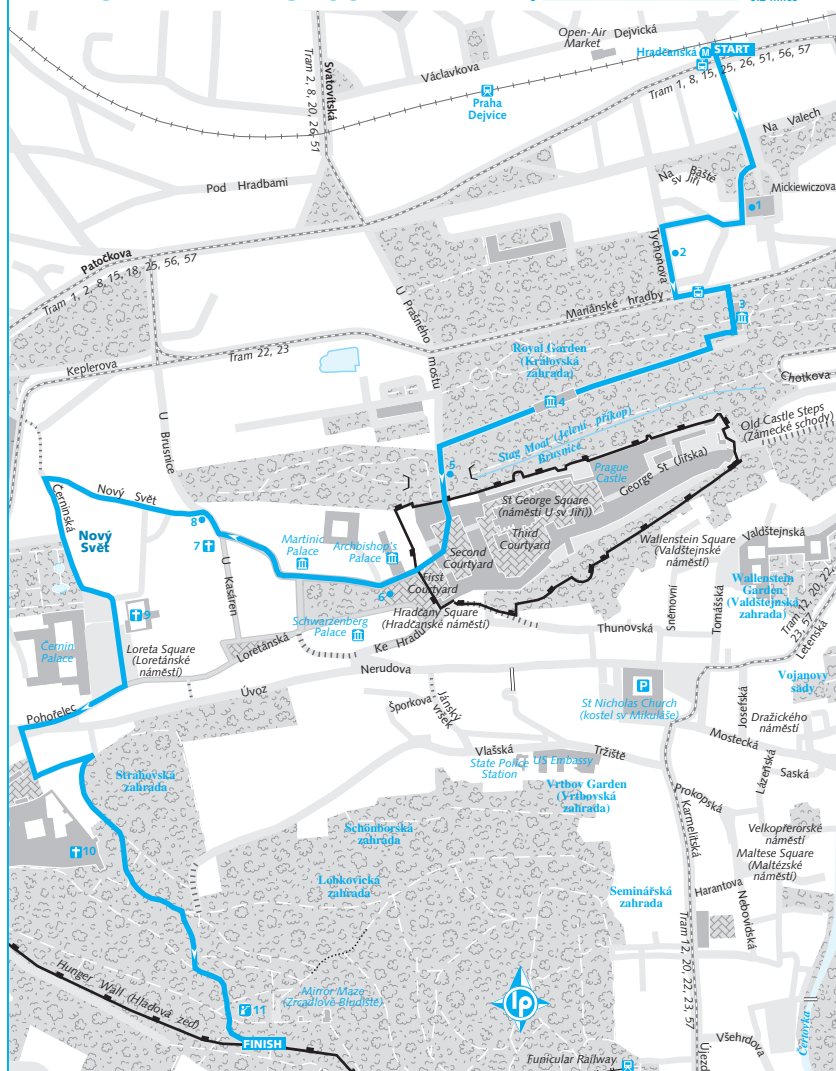 Open-Air
Market
Dejvická
Hradčanská
M
START
Tram 1, 8, 15, 25, 26, 51, 56, 57
Svatovítská
Tram 2, 8, 20, 26, 51
Václavkova
Praha
Dejvice
Na Valech
Na Baště
sv Jiří
Mickiewiczova
1
Pod Hradbami
Tychonova
2
Patočkova
Tram 1, 2, 8, 15, 18, 25, 56, 57
U Prašného mostu
Mariánské hradby
3
Keplerova
Tram 22, 23
Royal Garden
(Královská
zahrada)
Chotkova
4
U Brusnice
Stag Moat (Jelení příkop)
Brusnice
Old Castle Steps
(Zámecké schody)
5
Prague
Castle
George St (Jiřska)
Černínská
Nový Svět
St George Square
(náměstí U sv Jiří))
8
Nový
Svět
7
Martinic
Palace
Archbishop's
Palace
Second
Courtyard
Third
Courtyard
Wallenstein Square
(Valdštejnské
náměstí)
Valdštejnská
U Kasáren
First
Courtyard
6
Wallenstein
Garden
(Valdštejnská
zahrada)
Tram 12, 20, 22,
23, 57
Letenská
9
Schwarzenberg
Palace
Hradčany Square
(Hradčanské náměstí)
Sněmovní
Tomášská
Thunovská
Černín
Palace
Loreta Square
(Loretánské
náměstí)
Loretánská
Ke Hradu
Nerudova
Vojanovy
sady
Pohořelec
Úvoz
Šporkova
Jánský
vršek
P
St Nicholas Church
(kostel sv Mikuláše)
Josefská
Dražického
náměstí
Mostecká
Vlašská
State Police
Station
US Embassy
Tržiště
Lázeňská
Saská
Strahovská
zahrada
Vrtbov Garden
(Vrtbovská
zahrada)
Prokopská
Karmelitská
Schönborská
zahrada
Velkopřerorské
náměstí
Maltese Square
(Maltézské
náměstí)
10
Lobkovická
zahrada
Seminářská
zahrada
Harantova
Nebovidská
Tram 12, 20, 22, 23, 57
Hunger Wall (Hladová zeď)
Mirror Maze
(Zrcadlové Bludiště)
11
lp
Čertovka
FINISH
Funicular Railway
Újezd
Všehrdova